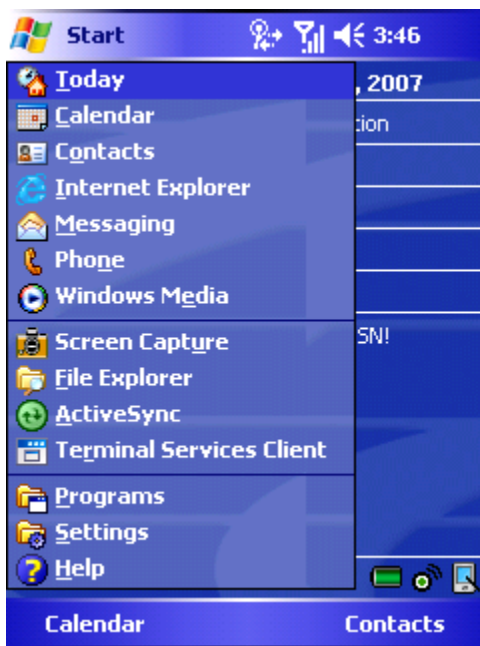 Start 3:46
Today
, 2007
Calendar
tion
Contacts
Internet Explorer
Messaging
Phone
Windows Media
Screen Capture
SN!
File Explorer
ActiveSync
Terminal Services Client
Programs
Settings
Help
Calendar Contacts